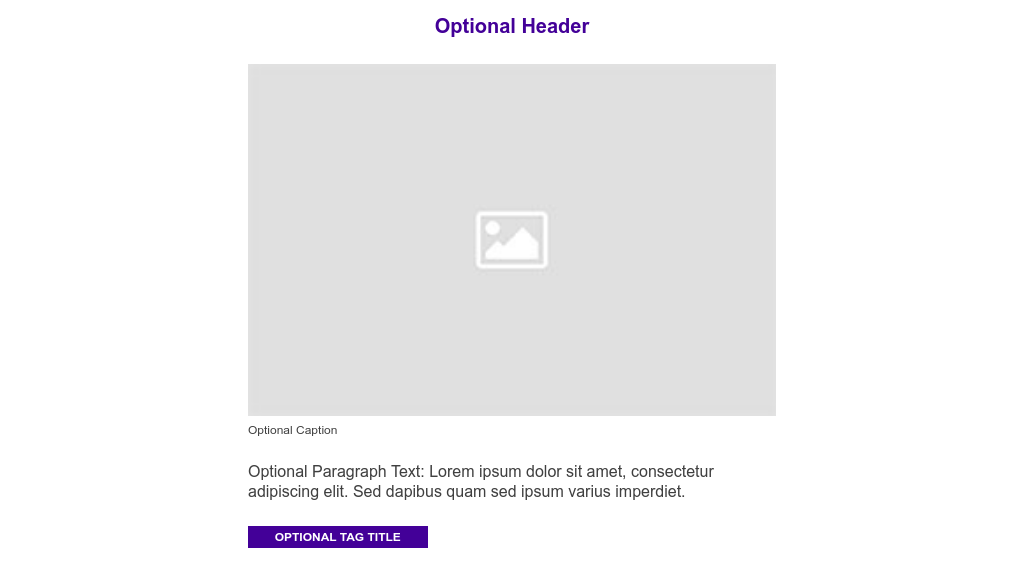 Optional Header
Optional Caption
Optional Paragraph Text: Lorem ipsum dolor sit amet, consectetur
adipiscing elit. Sed dapibus quam sed ipsum varius imperdiet.
OPTIONAL TAG TITLE